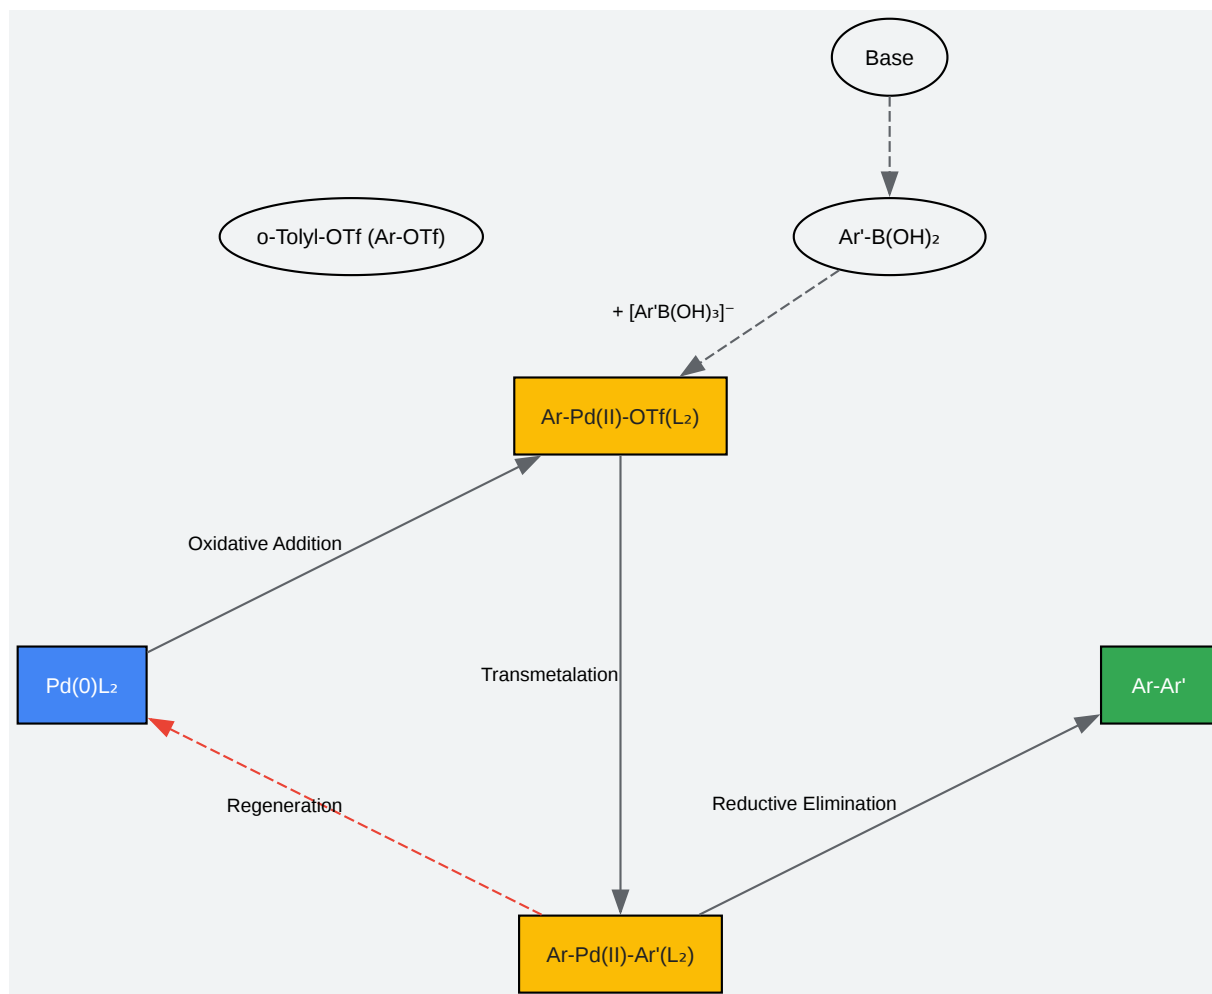 Base
o-Tolyl-OTf (Ar-OTf)
Ar'-B(OH)₂
+ [Ar'B(OH)₃]⁻
Ar-Pd(II)-OTf(L₂)
Oxidative Addition
Transmetalation
Pd(0)L₂
Ar-Ar'
Regeneration
Reductive Elimination
Ar-Pd(II)-Ar'(L₂)